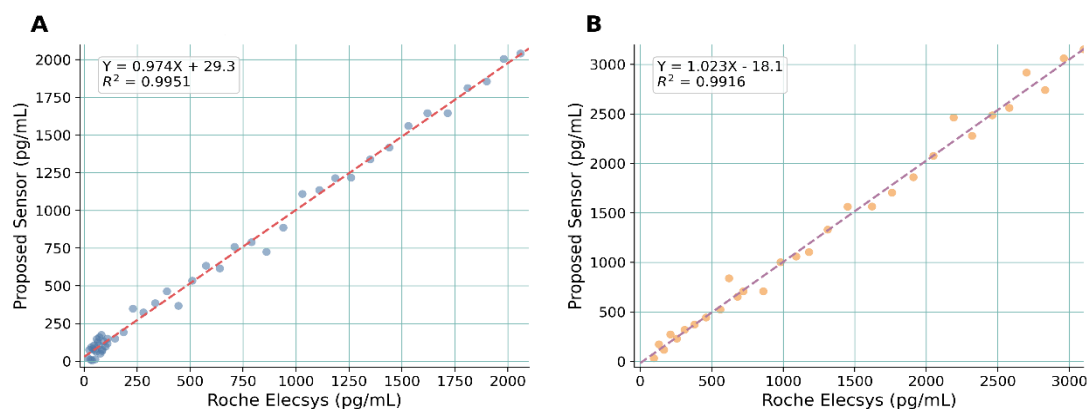 A
Y = 0.974X + 29.3
R² = 0.9951
Proposed Sensor (pg/mL)
2000
1750
1500
1250
1000
750
500
250
0
0 250 500 750 1000 1250 1500 1750 2000
Roche Elecsys (pg/mL)
B
Y = 1.023X - 18.1
R² = 0.9916
Proposed Sensor (pg/mL)
3000
2500
2000
1500
1000
500
0
0 500 1000 1500 2000 2500 3000
Roche Elecsys (pg/mL)